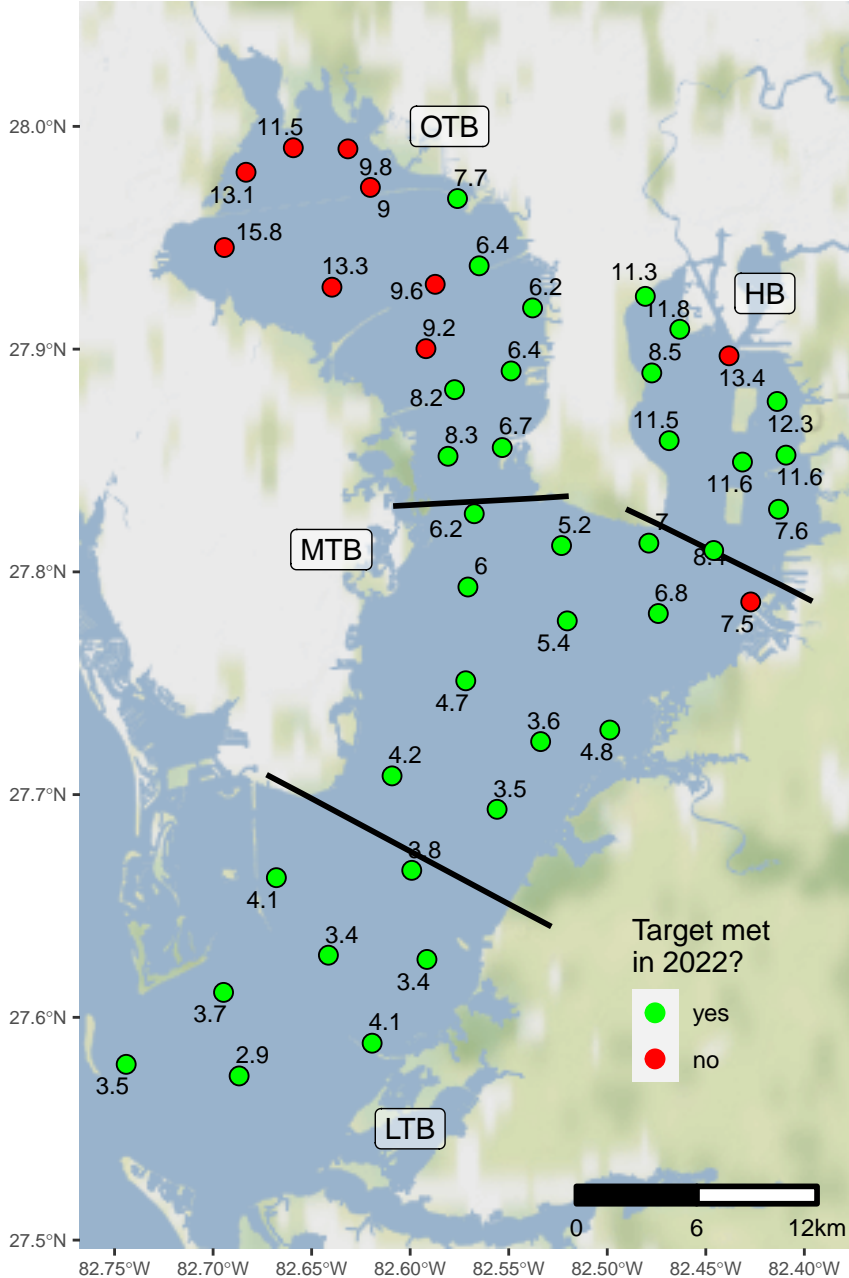 28.0°N
27.9°N
27.8°N
27.7°N
27.6°N
27.5°N
OTB
11.5
9.8
13.1
9
7.7
15.8
13.3
9.6
6.4
6.2
11.3
HB
11.8
9.2
6.4
8.5
13.4
8.2
12.3
8.3
6.7
11.5
11.6
11.6
6.2
5.2
7
7.6
MTB
8.4
6
6.8
7.5
5.4
4.7
3.6
4.8
4.2
3.5
3.8
4.1
3.4
3.4
3.7
4.1
3.5
2.9
LTB
Target met
in 2022?
yes
no
0 6 12km
82.75°W 82.70°W 82.65°W 82.60°W 82.55°W 82.50°W 82.45°W 82.40°W